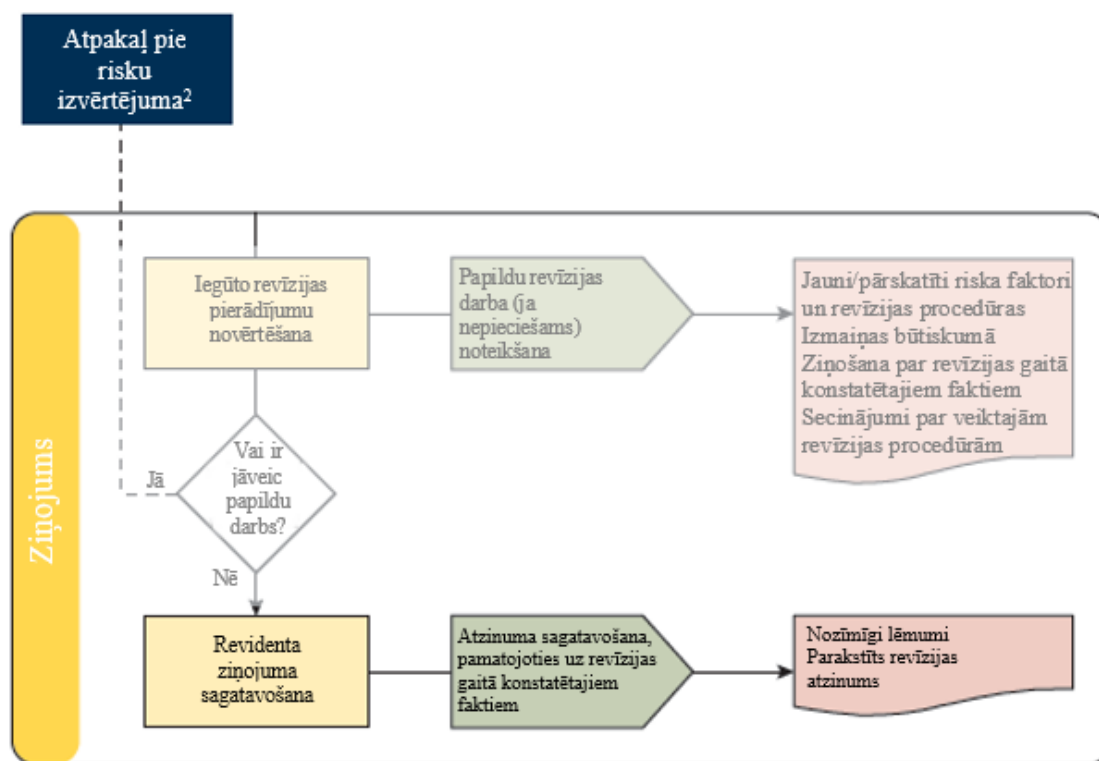 Atpakaļ pie
risku
izvērtējuma²
Ziņojums
Iegūto revīzijas
pierādījumu
novērtēšana
Papildu revīzijas
darba (ja
nepieciešams)
noteikšana
Jauni/pārskatīti riska faktori
un revīzijas procedūras
Izmaiņas būtiskumā
Ziņošana par revīzijas gaitā
konstatētajiem faktiem
Secinājumi par veiktajām
revīzijas procedūrām
Vai ir
jāveic
papildu
darbs?
Jā
Nē
Revidenta
ziņojuma
sagatavošana
Atzinuma sagatavošana,
pamatojoties uz revīzijas
gaitā konstatētajiem
faktiem
Nozīmīgi lēmumi
Parakstīts revīzijas
atzinums